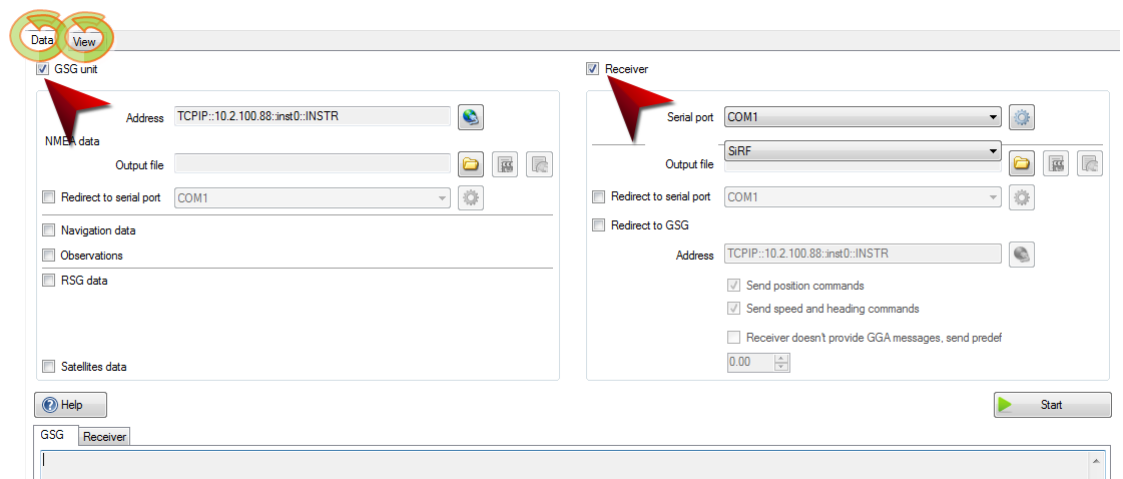 Data View
GSG unit
Address TCPIP::10.2.100.88::inst0::INSTR
NMEA data
Output file
Redirect to serial port COM1
Navigation data
Observations
RSG data
Satellites data
Receiver
Serial port COM1
SiRF
Output file
Redirect to serial port COM1
Redirect to GSG
Address TCPIP::10.2.100.88::inst0::INSTR
Send position commands
Send speed and heading commands
Receiver doesn't provide GGA messages, send predef
0.00
Help
Start
GSG Receiver